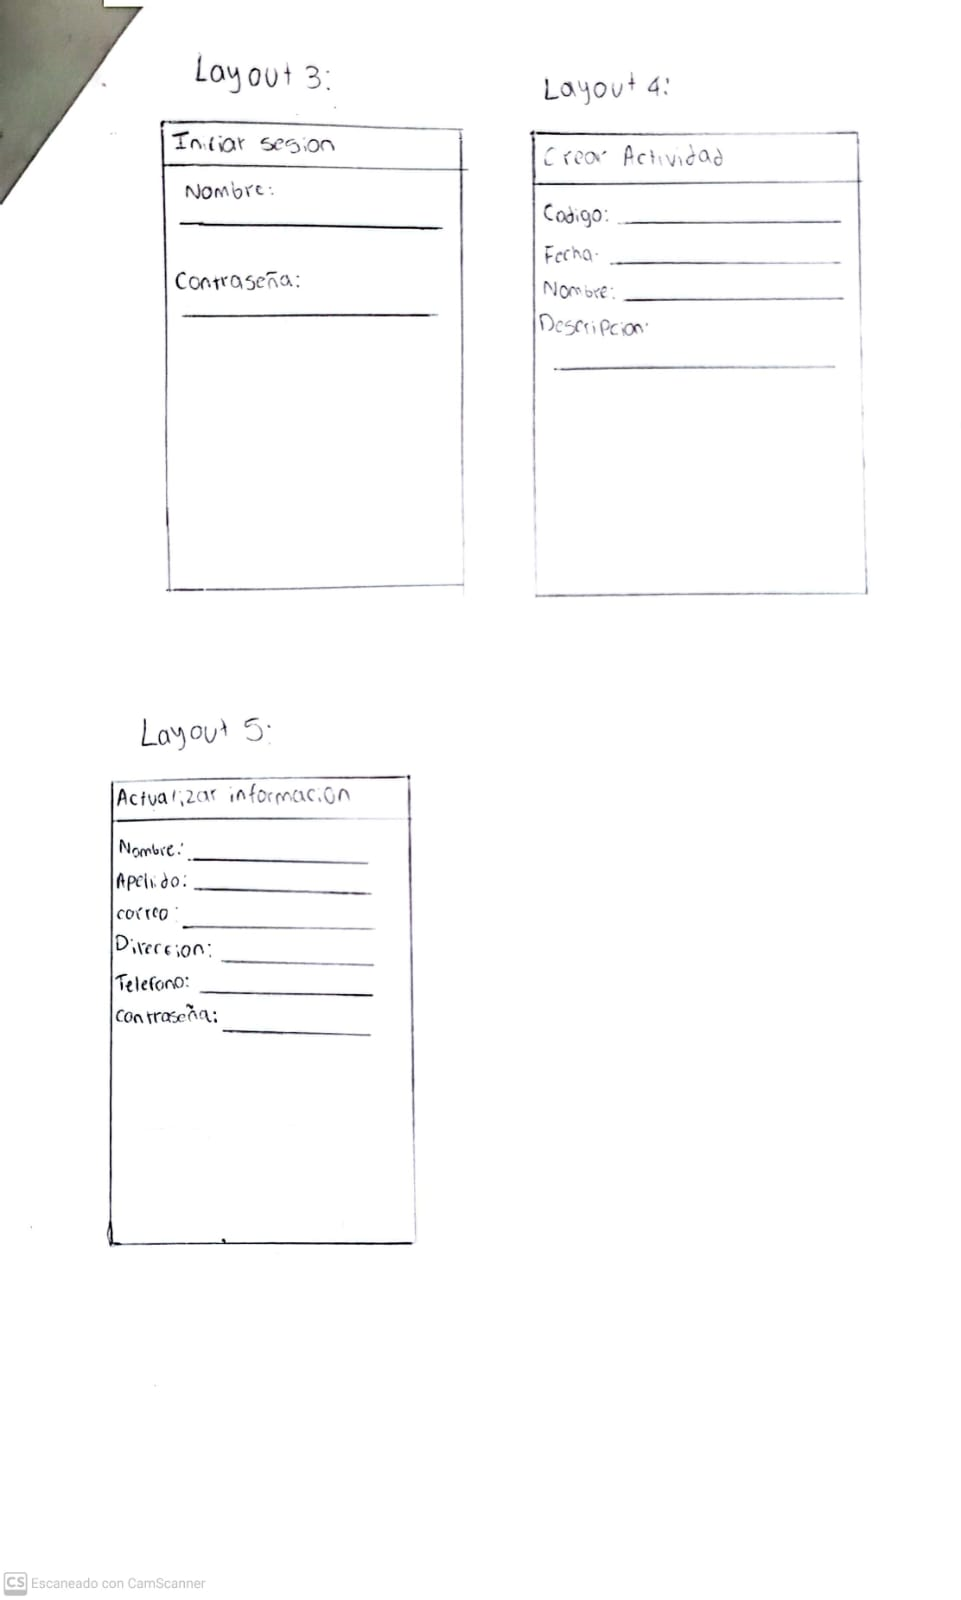 Layout 3:
Iniciar sesion
Nombre:
Contraseña:
Layout 4:
Crear Actividad
Codigo:
Fecha:
Nombre:
Descripcion:
Layout 5:
Actualizar informacion
Nombre:
Apellido:
correo:
Direccion:
Telefono:
contraseña:
CS Escaneado con CamScanner